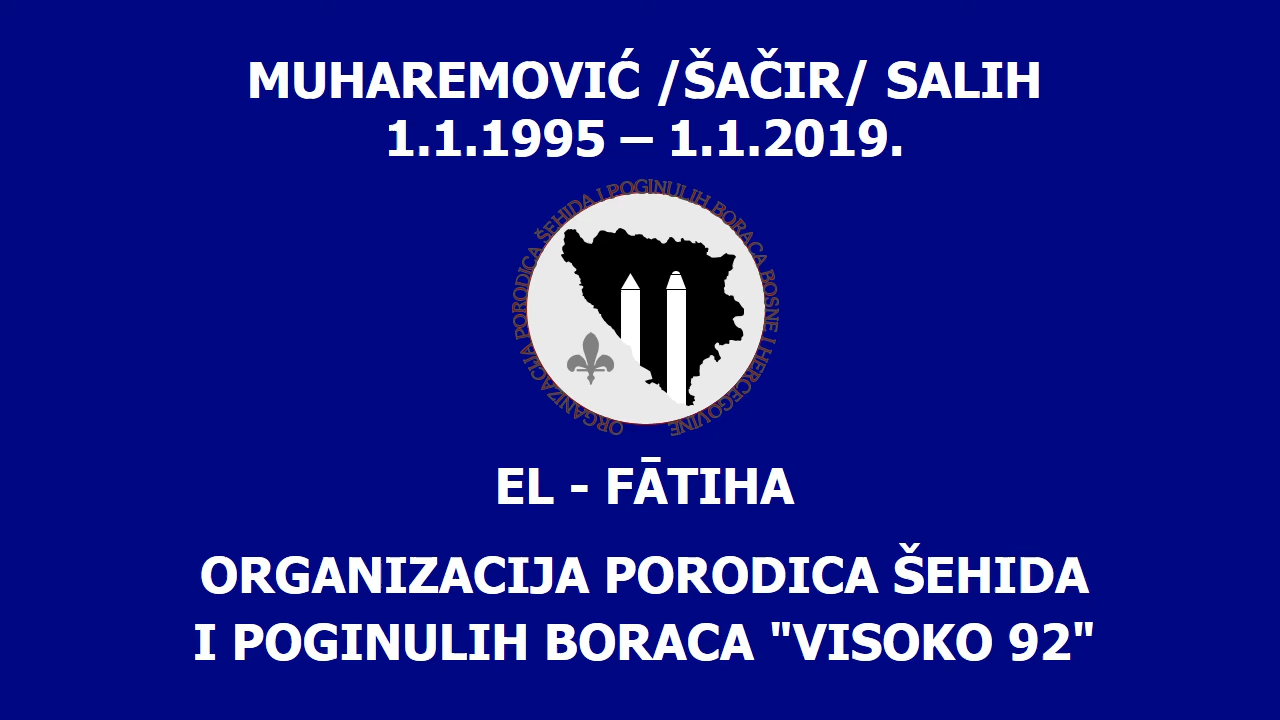 MUHAREMOVIĆ /ŠAČIR/ SALIH
1.1.1995 – 1.1.2019.
ORGANIZACIJA PORODICA ŠEHIDA I POGINULIH BORACA BOSNE I HERCEGOVINE
EL - FĀTIHA
ORGANIZACIJA PORODICA ŠEHIDA
I POGINULIH BORACA "VISOKO 92"